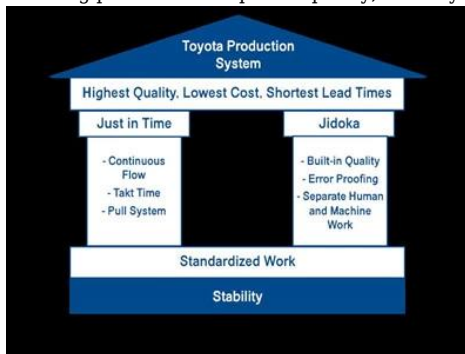 Toyota Production
System
Highest Quality, Lowest Cost, Shortest Lead Times
Just in Time
Jidoka
- Continuous
Flow
- Takt Time
- Pull System
- Built-in Quality
- Error Proofing
- Separate Human
and Machine
Work
Standardized Work
Stability